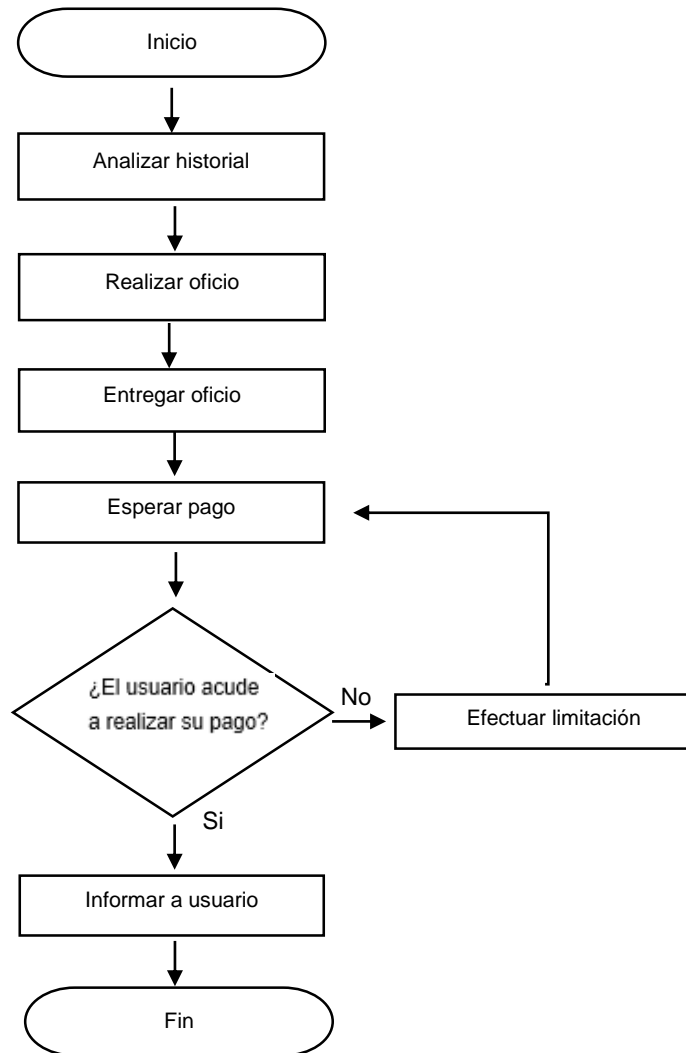 Inicio
Analizar historial
Realizar oficio
Entregar oficio
Esperar pago
¿El usuario acude
a realizar su pago?
No
Efectuar limitación
Si
Informar a usuario
Fin